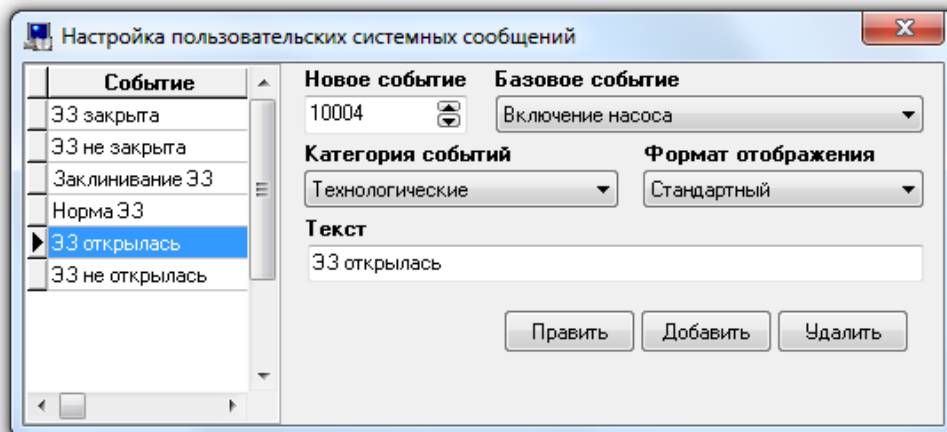 Настройка пользовательских системных сообщений
Событие
ЭЗ закрыта
ЭЗ не закрыта
Заклинивание ЭЗ
Норма ЭЗ
ЭЗ открылась
ЭЗ не открылась
Новое событие
Базовое событие
10004
Включение насоса
Категория событий
Формат отображения
Технологические
Стандартный
Текст
ЭЗ открылась
Править
Добавить
Удалить